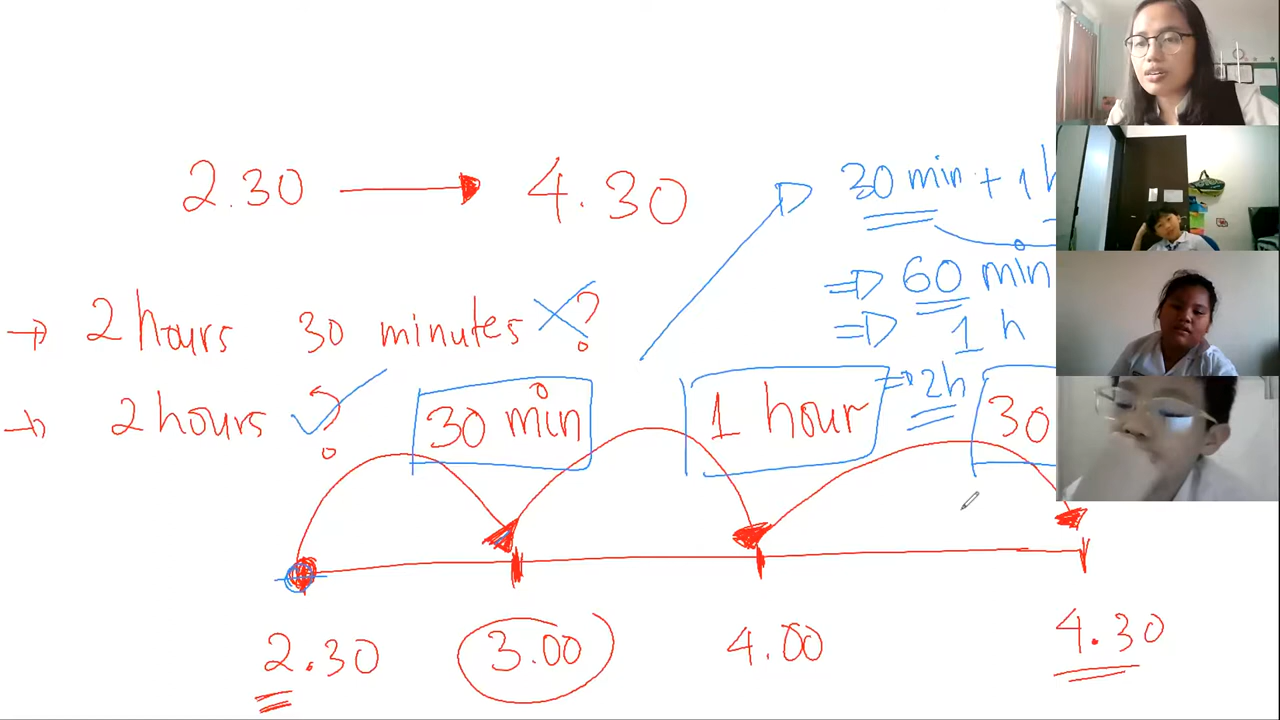 2.30 → 4.30
30 min + 1 h
⇒ 60 min
⇒ 1 h
⇒ 2h
→ 2 hours 30 minutes ?
→ 2 hours ?
30 min 1 hour 30
2.30 3.00 4.00 4.30